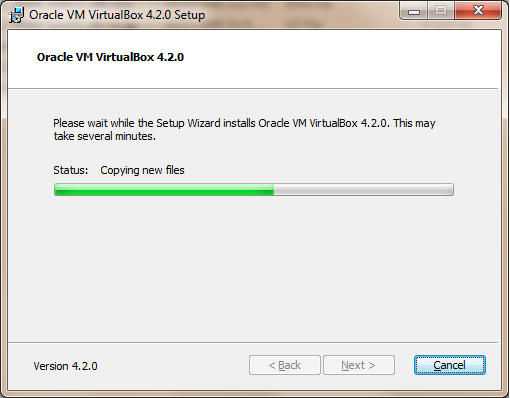 Oracle VM VirtualBox 4.2.0 Setup
Oracle VM VirtualBox 4.2.0
Please wait while the Setup Wizard installs Oracle VM VirtualBox 4.2.0. This may
take several minutes.
Status: Copying new files
Version 4.2.0 < Back Next > Cancel